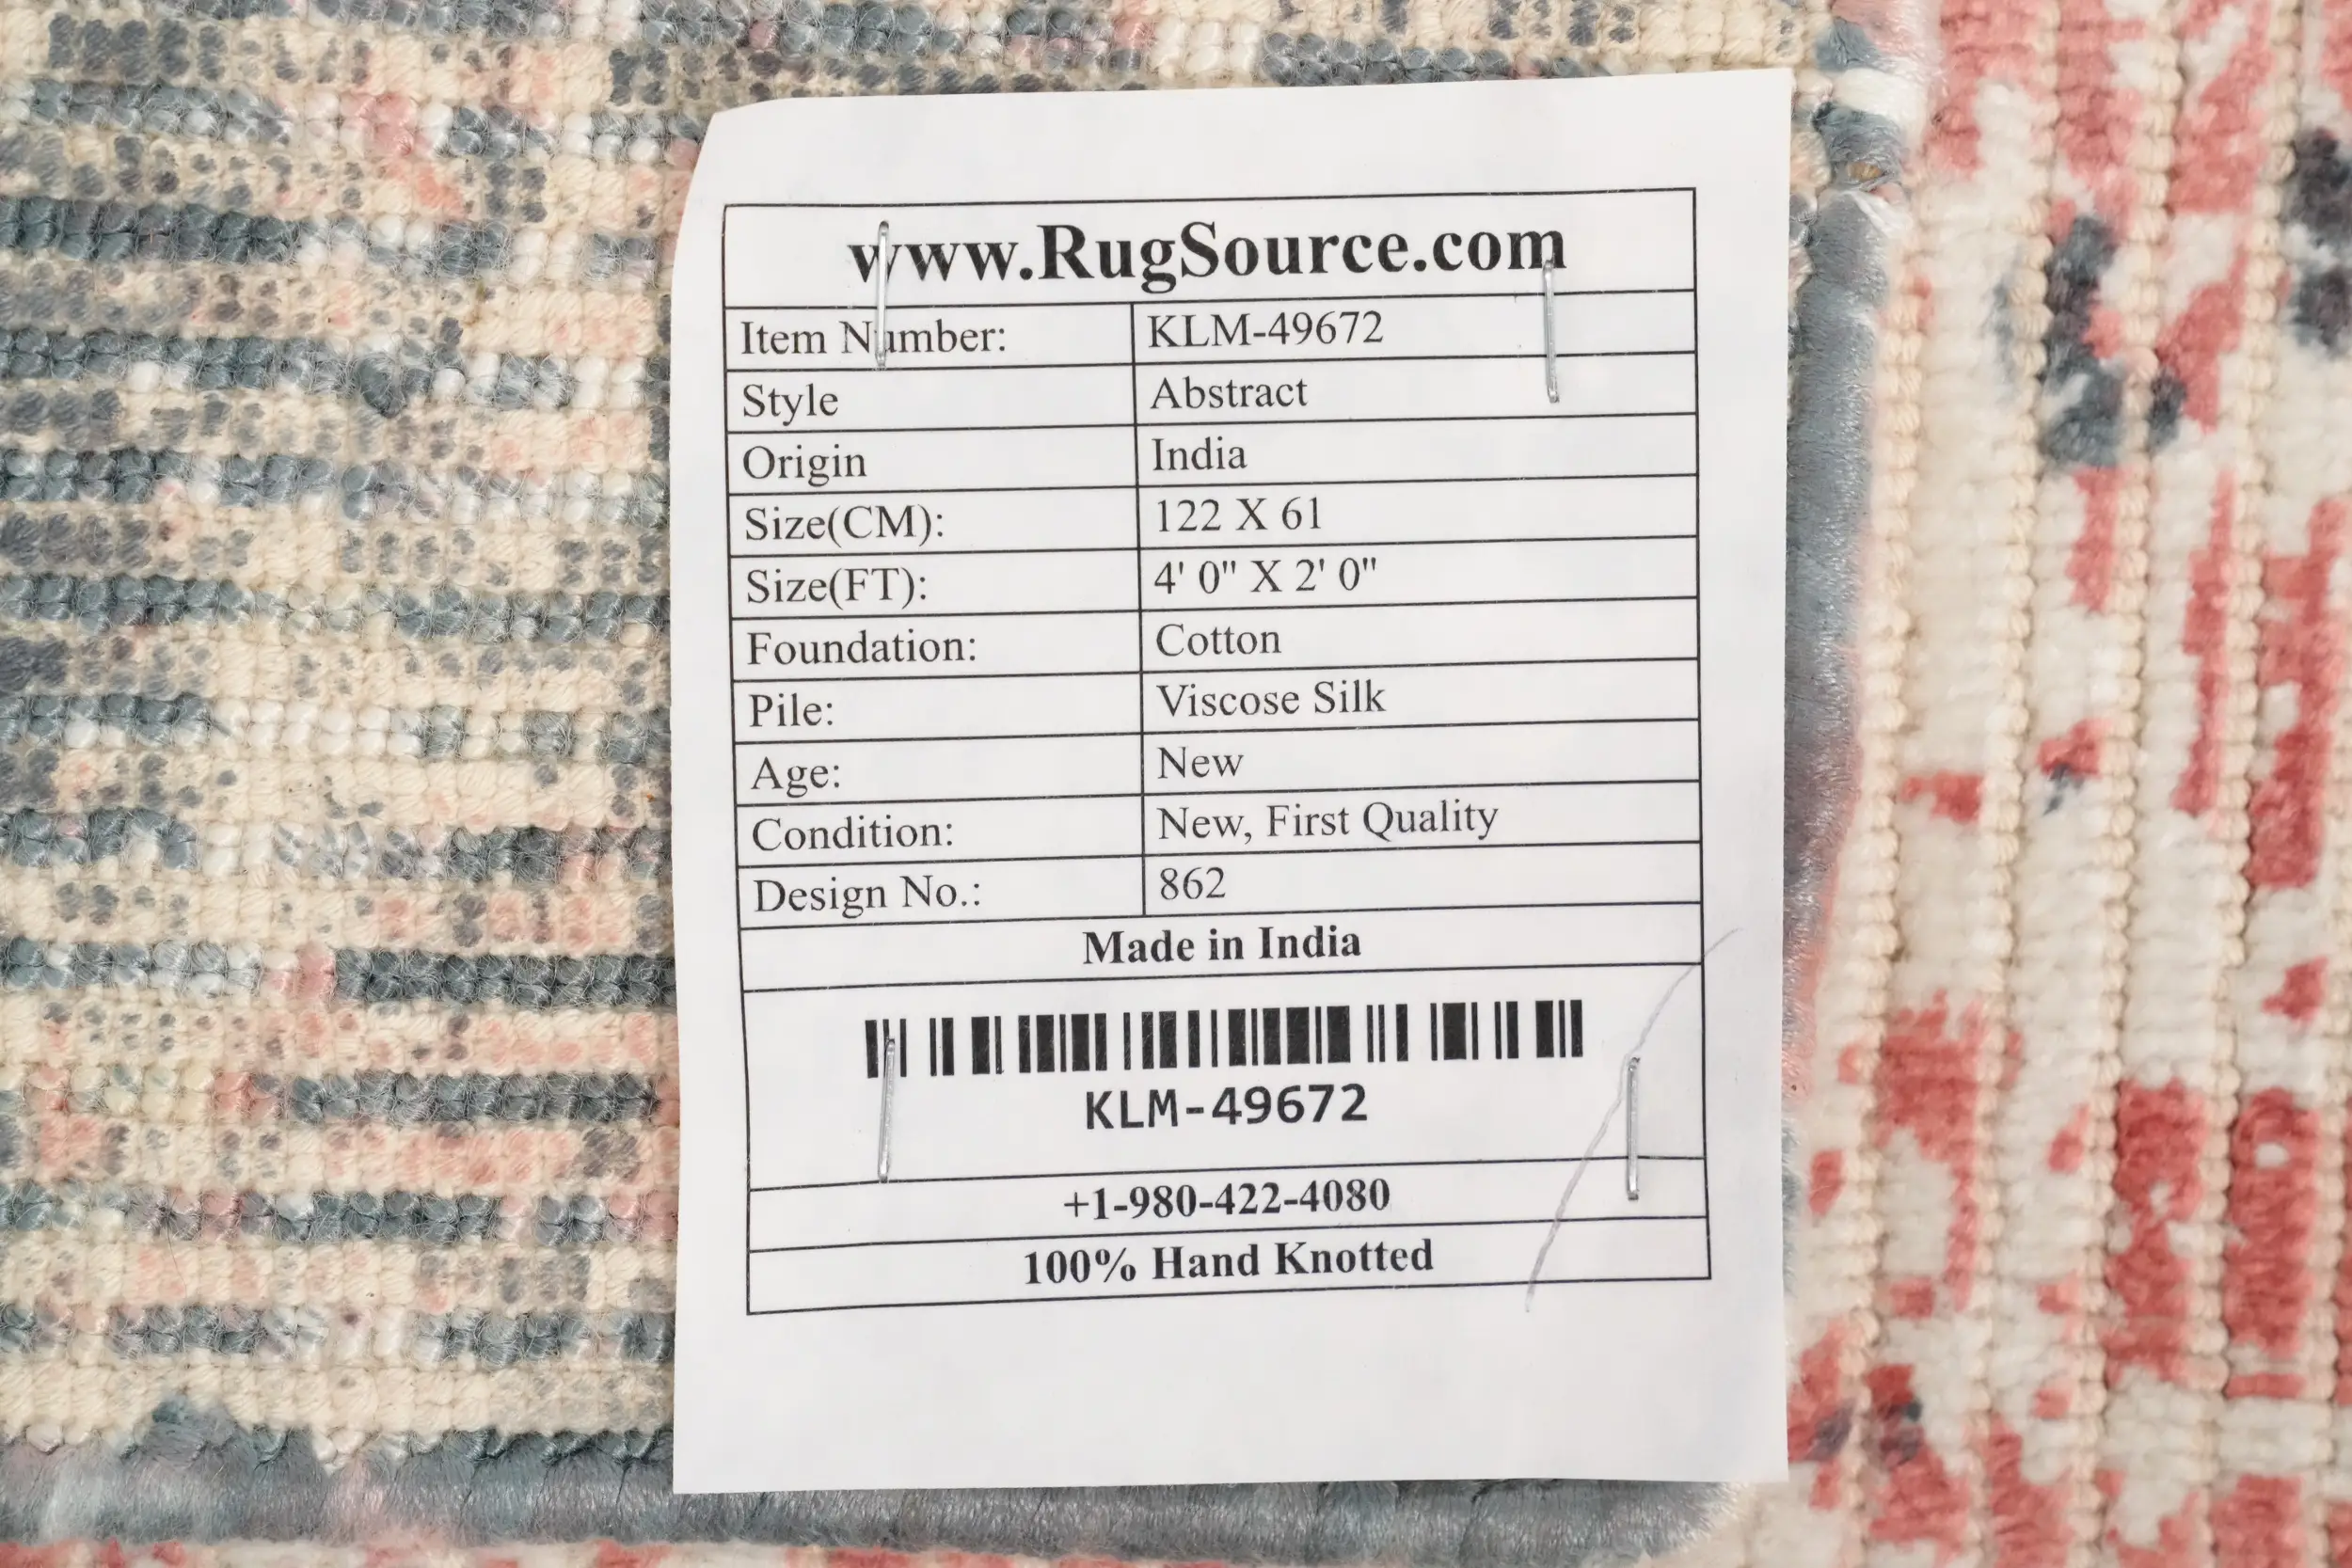 www.RugSource.com
Item Number: KLM-49672
Style Abstract
Origin India
Size(CM): 122 X 61
Size(FT): 4' 0" X 2' 0"
Foundation: Cotton
Pile: Viscose Silk
Age: New
Condition: New, First Quality
Design No.: 862
Made in India
KLM-49672
+1-980-422-4080
100% Hand Knotted